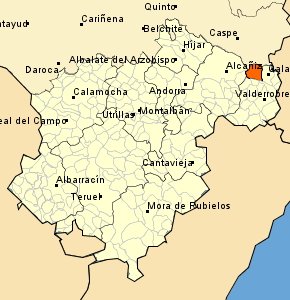 Quinto
Cariñena
atayud
Belchite
Caspe
Híjar
Albalate del Arzobispo
Daroca
Alcañiz
Cala
Calamocha
Andorra
Valderrobre
Montalbán
Utrillas
eal del Campo
Cantavieja
Albarracín
Teruel
Mora de Rubielos